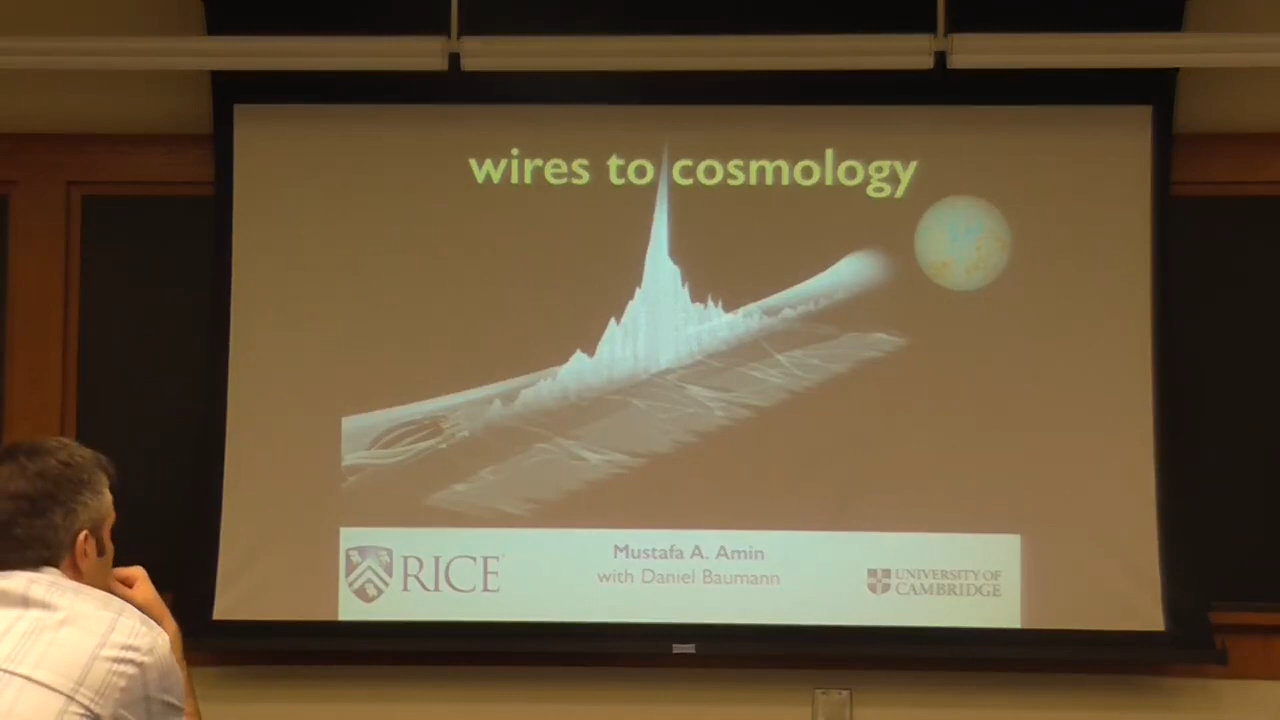 wires to cosmology
RICE
Mustafa A. Amin
with Daniel Baumann
UNIVERSITY OF
CAMBRIDGE